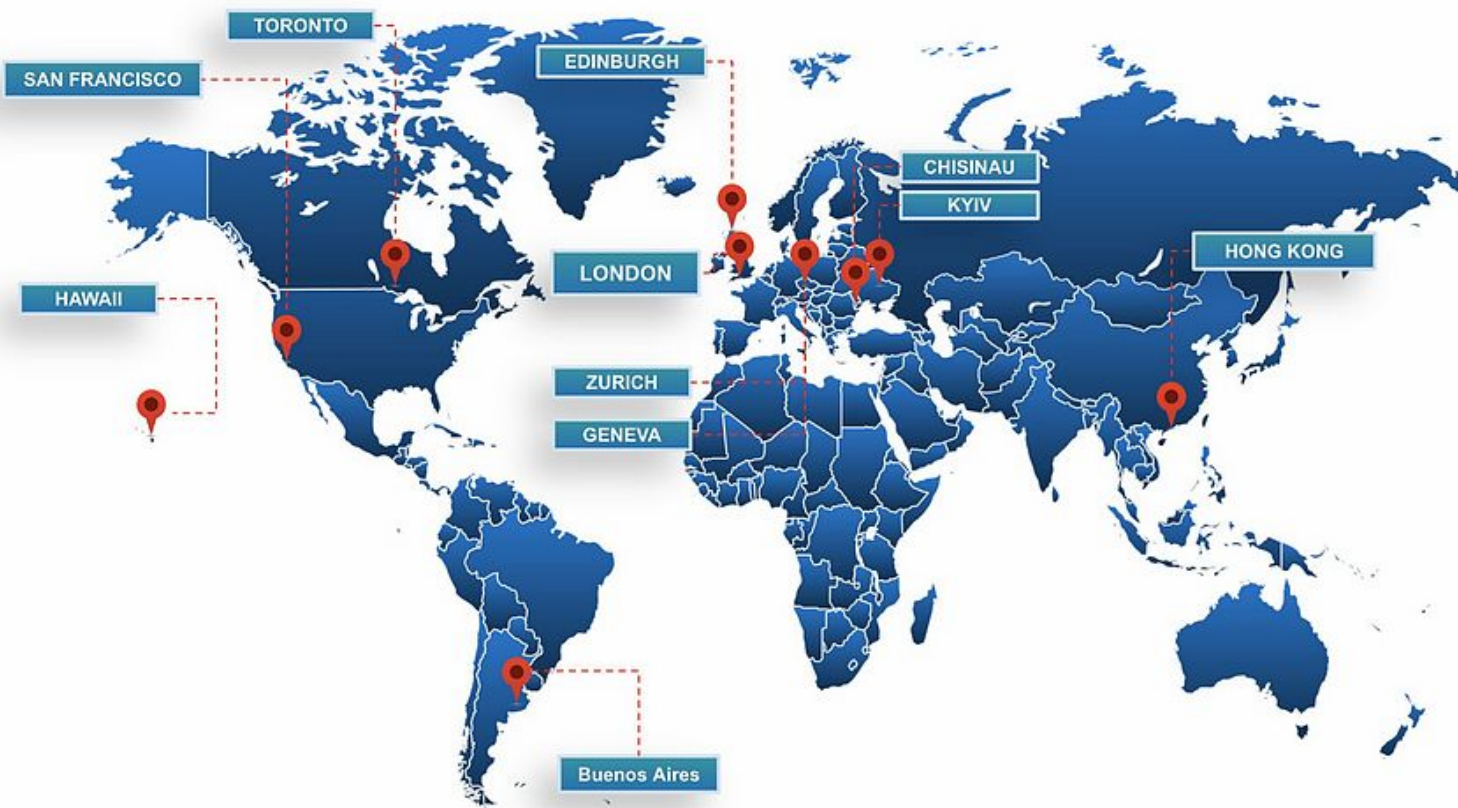 TORONTO
SAN FRANCISCO
EDINBURGH
CHISINAU
KYIV
HONG KONG
LONDON
HAWAII
ZURICH
GENEVA
Buenos Aires